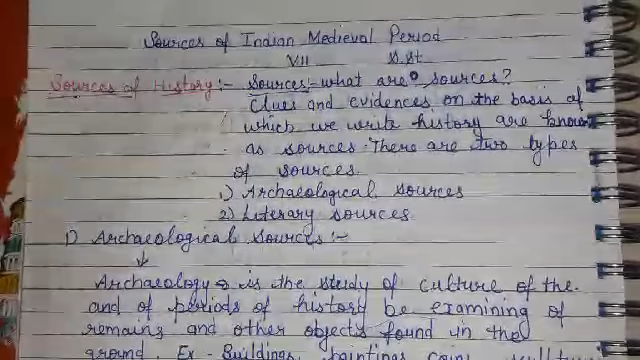 Sources of Indian Medieval Period
VII S.St
Sources of History:- Sources:- what are sources?
Clues and evidences on the basis of
which we write history are known
as sources. There are two types
of sources.
1) Archaeological sources
2) Literary sources
1) Archaeological Sources:-
Archaeology is the study of culture of the
and of periods of history be examining of
remains and other objects found in the
ground. Ex - Buildings, paintings, coins,